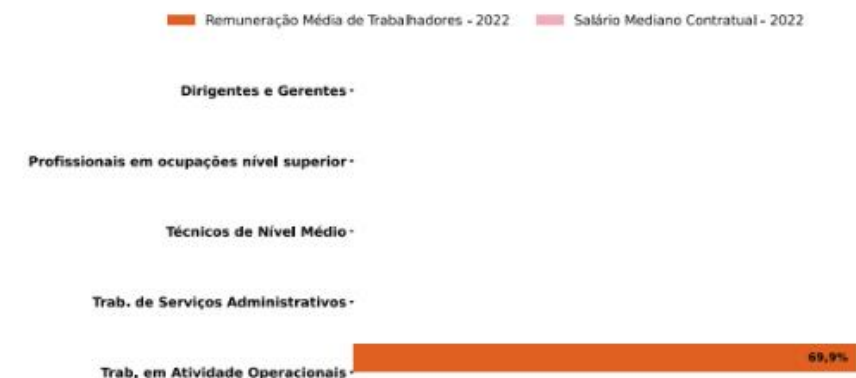 Remuneração Média de Trabalhadores - 2022 Salário Mediano Contratual - 2022
Dirigentes e Gerentes
Profissionais em ocupações nível superior
Técnicos de Nível Médio
Trab. de Serviços Administrativos
69,9%
Trab. em Atividade Operacionais